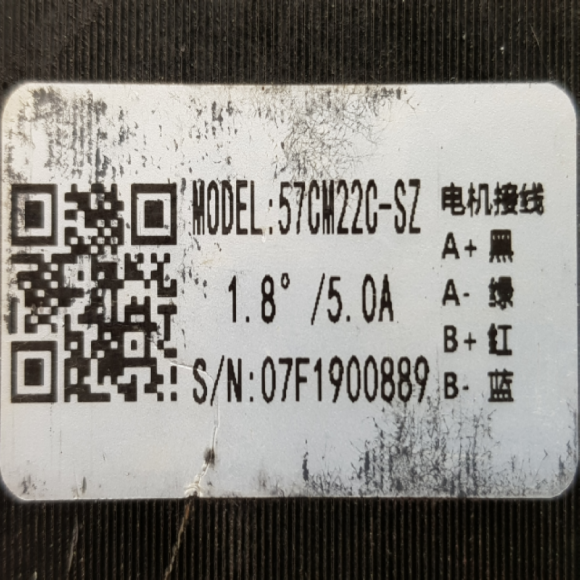 MODEL:57CM22C-SZ
1.8° /5.0A
S/N:07F1900889
电机接线
A+ 黑
A- 绿
B+ 红
B- 蓝